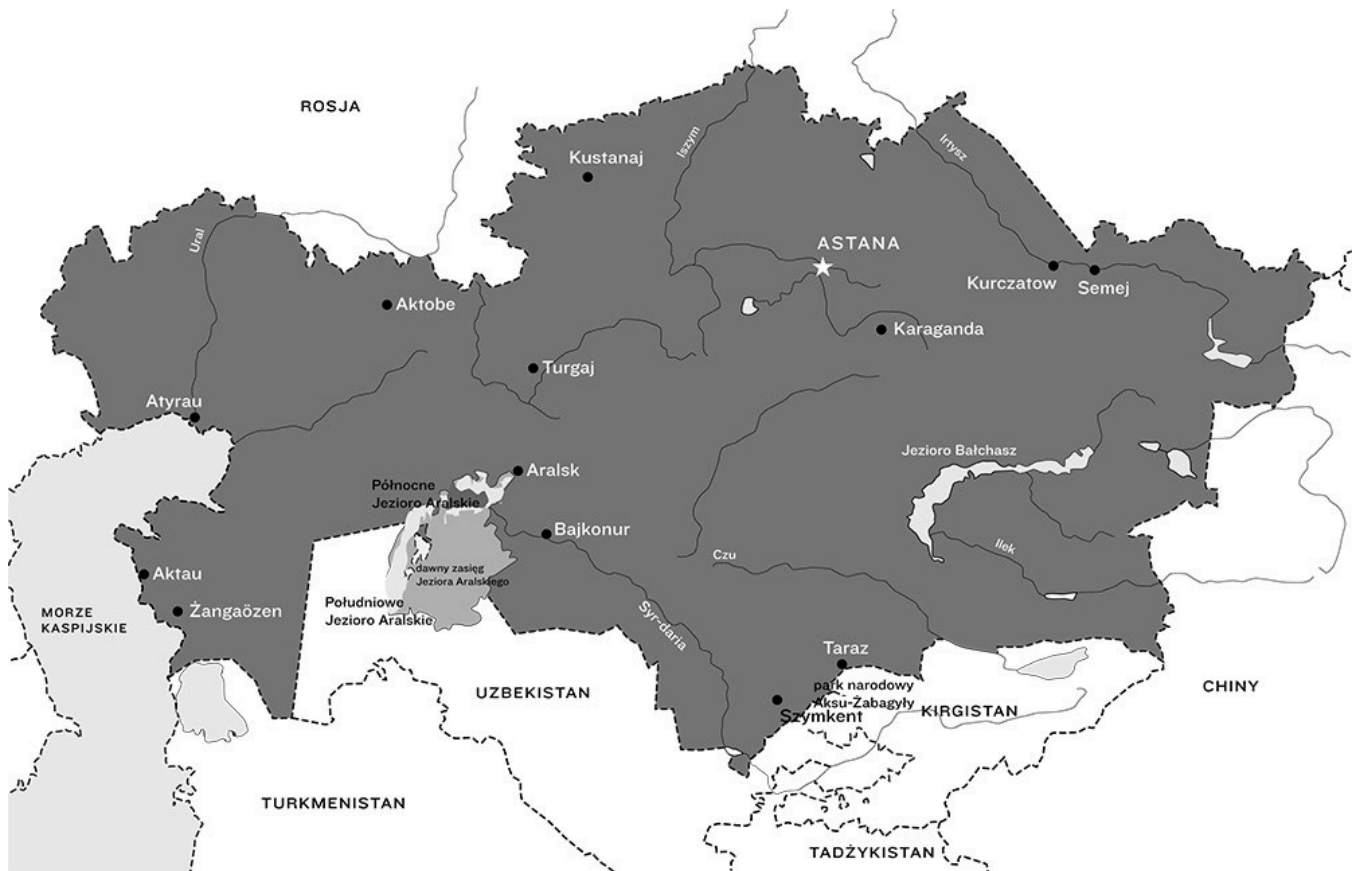 ROSJA
Iszym
Irtysz
Kustanaj
Ural
ASTANA
Kurczatow
Semej
Aktobe
Karaganda
Turgaj
Atyrau
Jezioro Bałchasz
Aralsk
Północne
Jezioro Aralskie
Bajkonur
Ilek
Czu
dawny zasięg
Jeziora Aralskiego
Aktau
Południowe
Jezioro Aralskie
Żangaözen
MORZE
KASPIJSKIE
Syr-daria
Taraz
park narodowy
Aksu-Żabagyły
Szymkent
UZBEKISTAN
KIRGISTAN
CHINY
TURKMENISTAN
TADŻYKISTAN